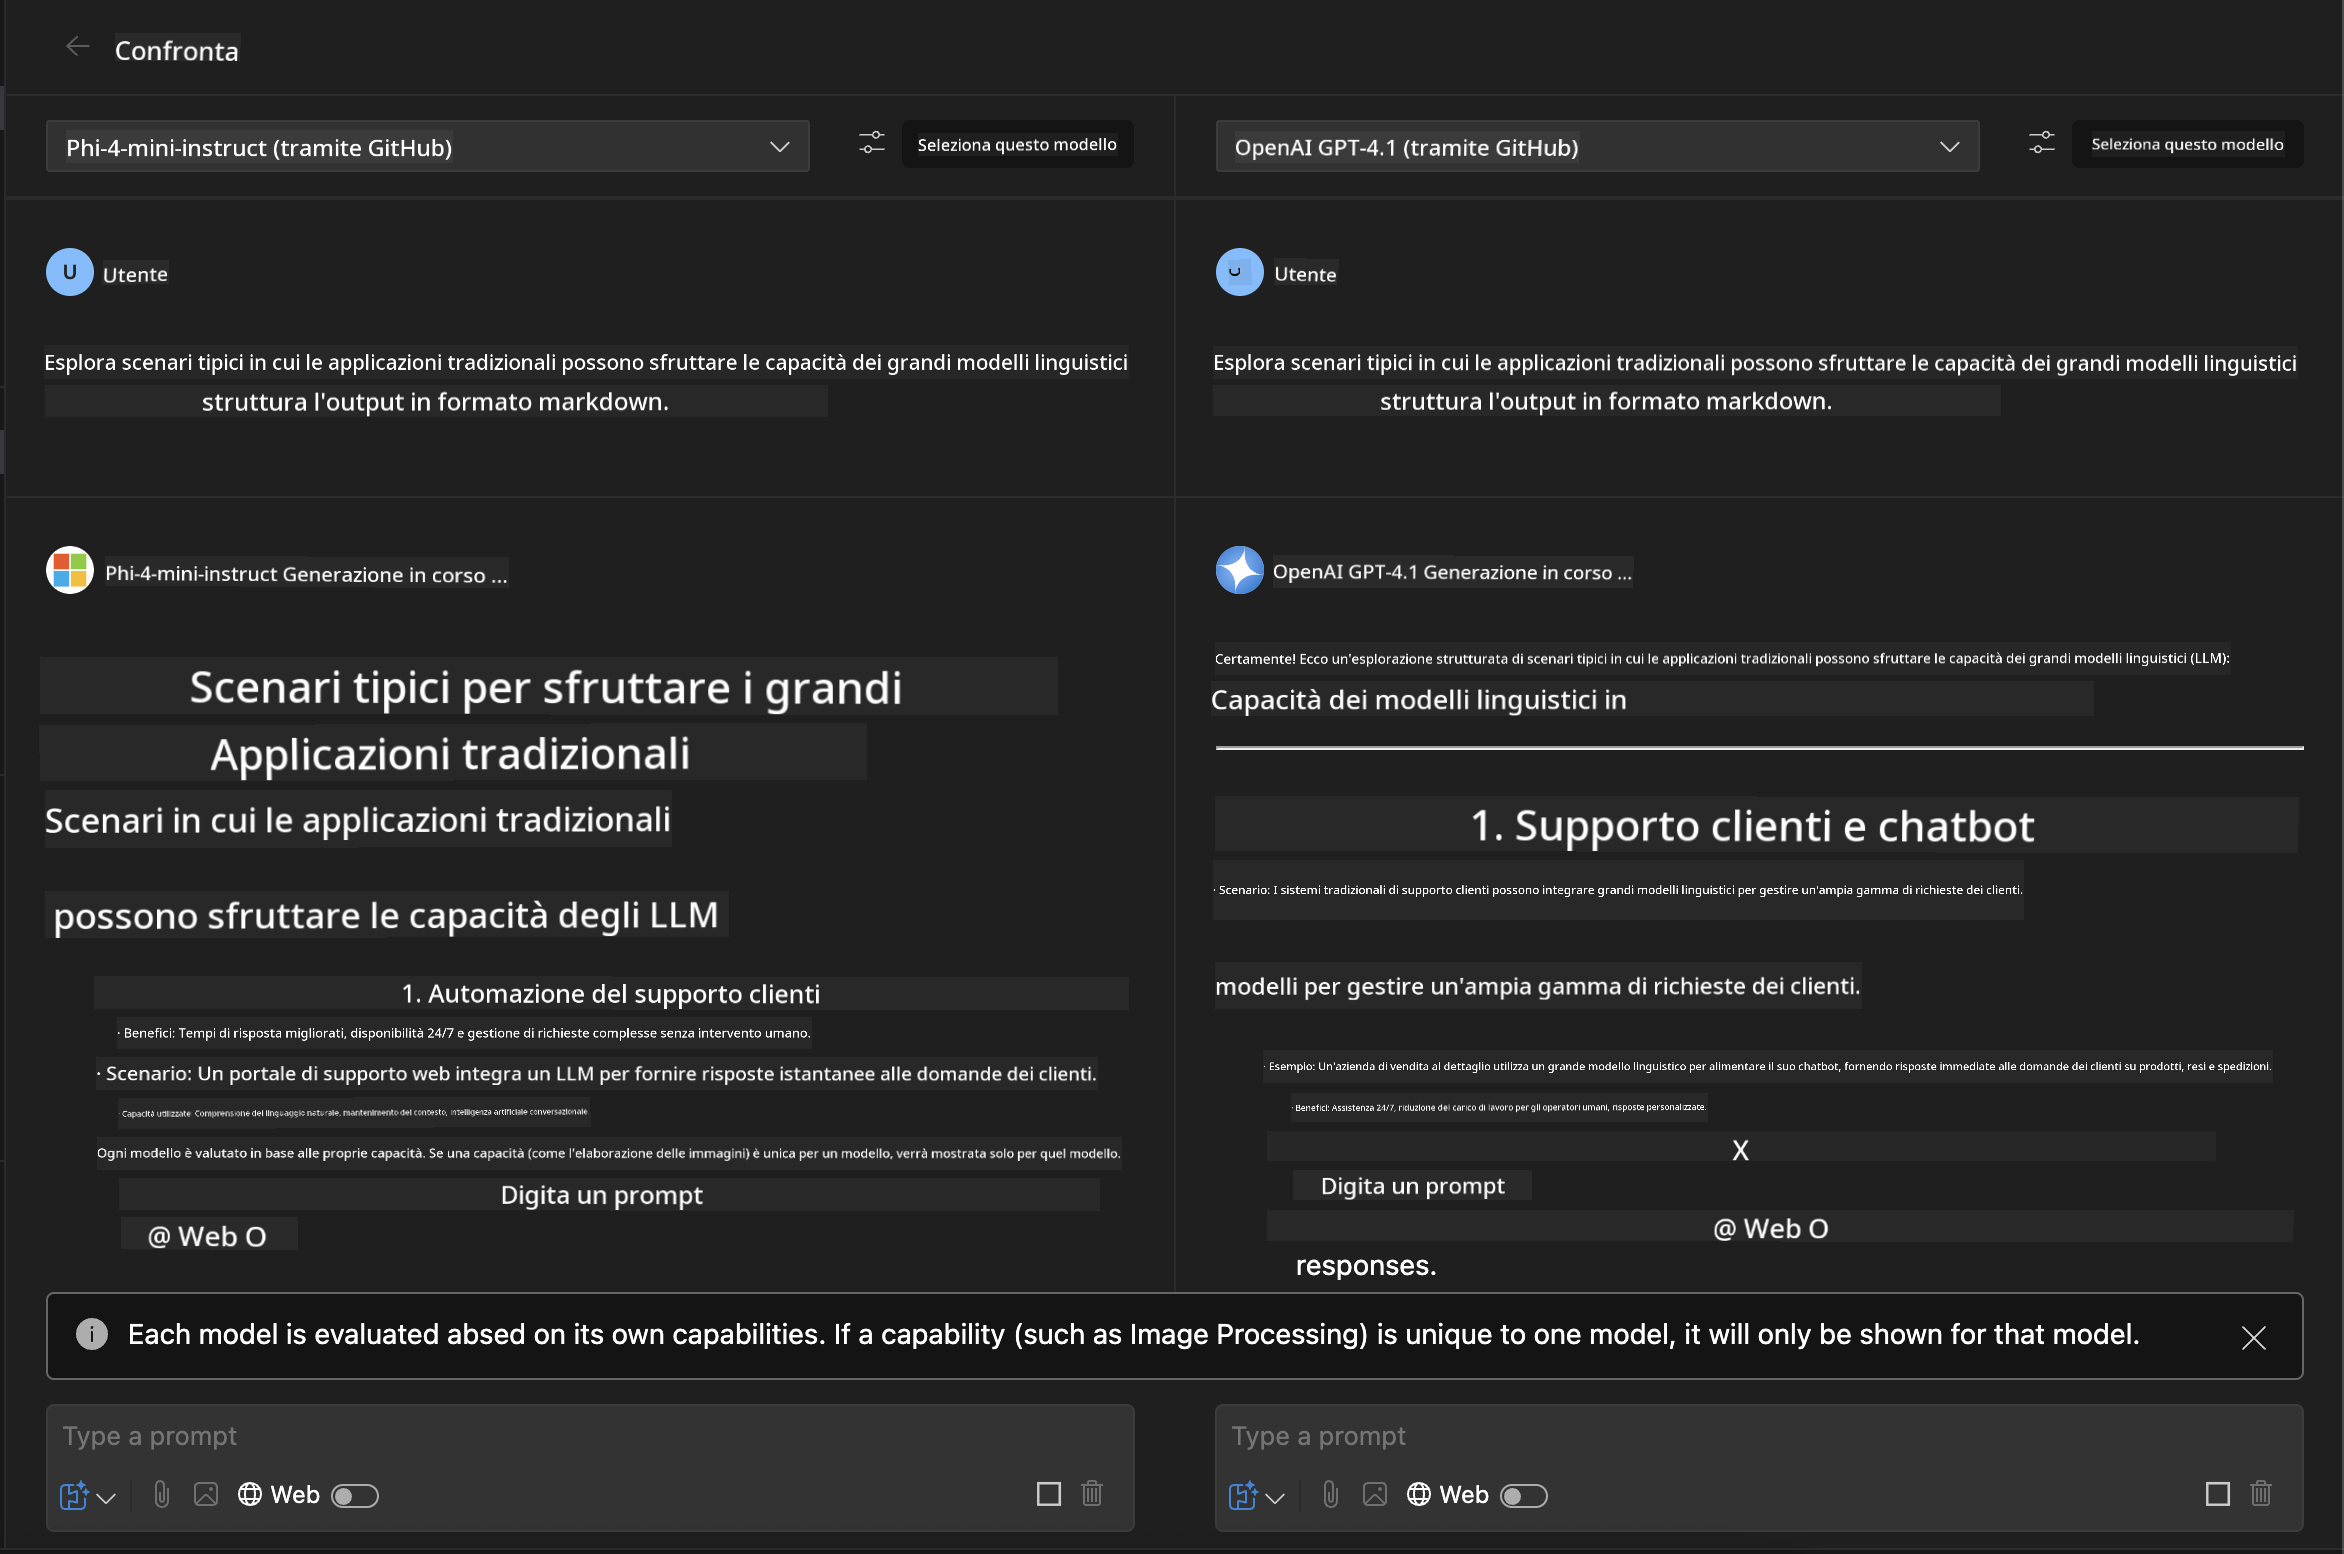 Confronta
Phi-4-mini-instruct (tramite GitHub)
Seleziona questo modello
U Utente
Esplora scenari tipici in cui le applicazioni tradizionali possono sfruttare le capacità dei grandi modelli linguistici
struttura l'output in formato markdown.
Phi-4-mini-instruct Generazione in corso ...
Scenari tipici per sfruttare i grandi
Applicazioni tradizionali
Scenari in cui le applicazioni tradizionali
possono sfruttare le capacità degli LLM
1. Automazione del supporto clienti
· Benefici: Tempi di risposta migliorati, disponibilità 24/7 e gestione di richieste complesse senza intervento umano.
· Scenario: Un portale di supporto web integra un LLM per fornire risposte istantanee alle domande dei clienti.
· Capacità utilizzate: Comprensione del linguaggio naturale, mantenimento del contesto, intelligenza artificiale conversazionale
Ogni modello è valutato in base alle proprie capacità. Se una capacità (come l'elaborazione delle immagini) è unica per un modello, verrà mostrata solo per quel modello.
Digita un prompt
@ Web O
OpenAI GPT-4.1 (tramite GitHub)
Seleziona questo modello
Utente
Esplora scenari tipici in cui le applicazioni tradizionali possono sfruttare le capacità dei grandi modelli linguistici
struttura l'output in formato markdown.
OpenAI GPT-4.1 Generazione in corso ...
Certamente! Ecco un'esplorazione strutturata di scenari tipici in cui le applicazioni tradizionali possono sfruttare le capacità dei grandi modelli linguistici (LLM):
Capacità dei modelli linguistici in
1. Supporto clienti e chatbot
· Scenario: I sistemi tradizionali di supporto clienti possono integrare grandi modelli linguistici per gestire un'ampia gamma di richieste dei clienti.
modelli per gestire un'ampia gamma di richieste dei clienti.
· Esempio: Un'azienda di vendita al dettaglio utilizza un grande modello linguistico per alimentare il suo chatbot, fornendo risposte immediate alle domande dei clienti su prodotti, resi e spedizioni.
· Benefici: Assistenza 24/7, riduzione del carico di lavoro per gli operatori umani, risposte personalizzate.
X
Digita un prompt
@ Web O
responses.
Each model is evaluated absed on its own capabilities. If a capability (such as Image Processing) is unique to one model, it will only be shown for that model.
Type a prompt
Web
Type a prompt
Web